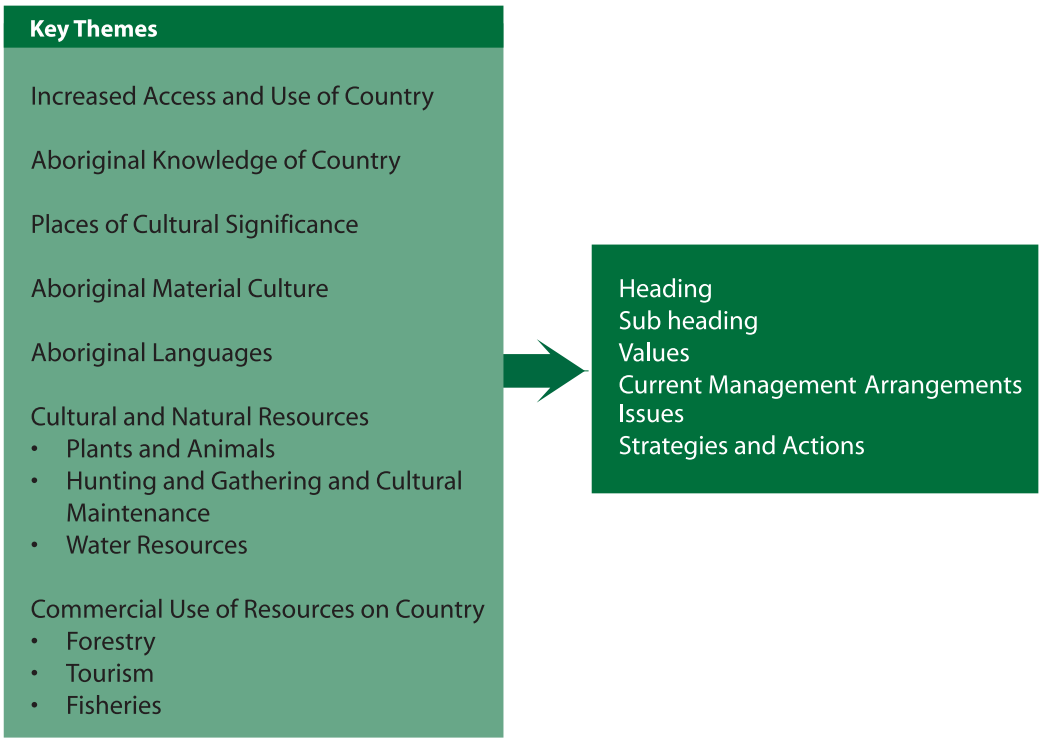 Key Themes
Increased Access and Use of Country
Aboriginal Knowledge of Country
Places of Cultural Significance
Aboriginal Material Culture
Aboriginal Languages
Cultural and Natural Resources
• Plants and Animals
• Hunting and Gathering and Cultural
Maintenance
• Water Resources
Commercial Use of Resources on Country
• Forestry
• Tourism
• Fisheries
Heading
Sub heading
Values
Current Management Arrangements
Issues
Strategies and Actions